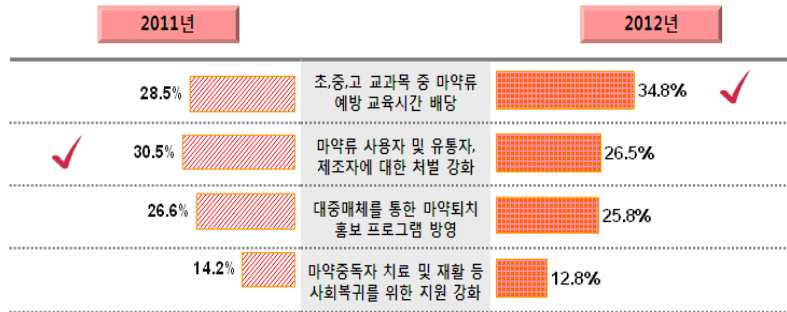 2011년
2012년
28.5%
초,중,고 교과목 중 마약류
예방 교육시간 배당
34.8%
30.5%
마약류 사용자 및 유통자,
제조자에 대한 처벌 강화
26.5%
26.6%
대중매체를 통한 마약퇴치
홍보 프로그램 방영
25.8%
14.2%
마약중독자 치료 및 재활 등
사회복귀를 위한 지원 강화
12.8%